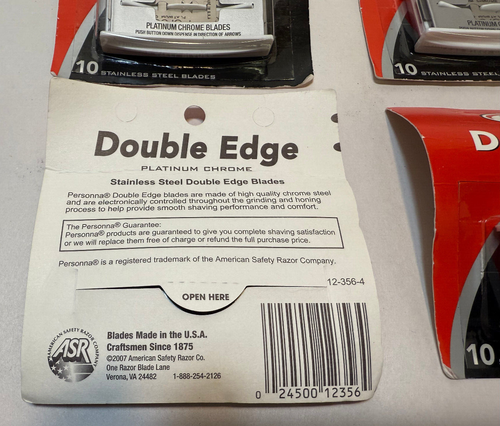 PLATINUM CHROME BLADES
PUSH BUTTON DOWN DISPENSE IN DIRECTION OF ARROWS
10 STAINLESS STEEL BLADES
10 STAINLESS STEEL
Double Edge
PLATINUM CHROME
Stainless Steel Double Edge Blades
Personna® Double Edge blades are made of high quality chrome steel
and are electronically controlled throughout the grinding and honing
process to help provide smooth shaving performance and comfort.
The Personna® Guarantee:
Personna® products are guaranteed to give you complete shaving satisfaction
or we will replace them free of charge or refund the full purchase price.
Personna® is a registered trademark of the American Safety Razor Company.
12-356-4
OPEN HERE
AMERICAN SAFETY RAZOR COMPANY
ASR
Blades Made in the U.S.A.
Craftsmen Since 1875
©2007 American Safety Razor Co.
One Razor Blade Lane
Verona, VA 24482 1-888-254-2126
0 24500 12356
D
10